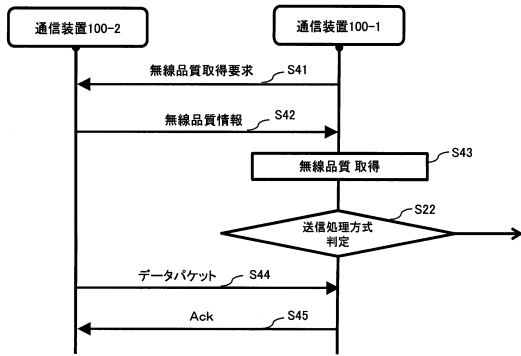 通信装置100-2
通信装置100-1
無線品質取得要求
S41
無線品質情報
S42
無線品質 取得
S43
送信処理方式
判定
S22
データパケット
S44
Ack
S45